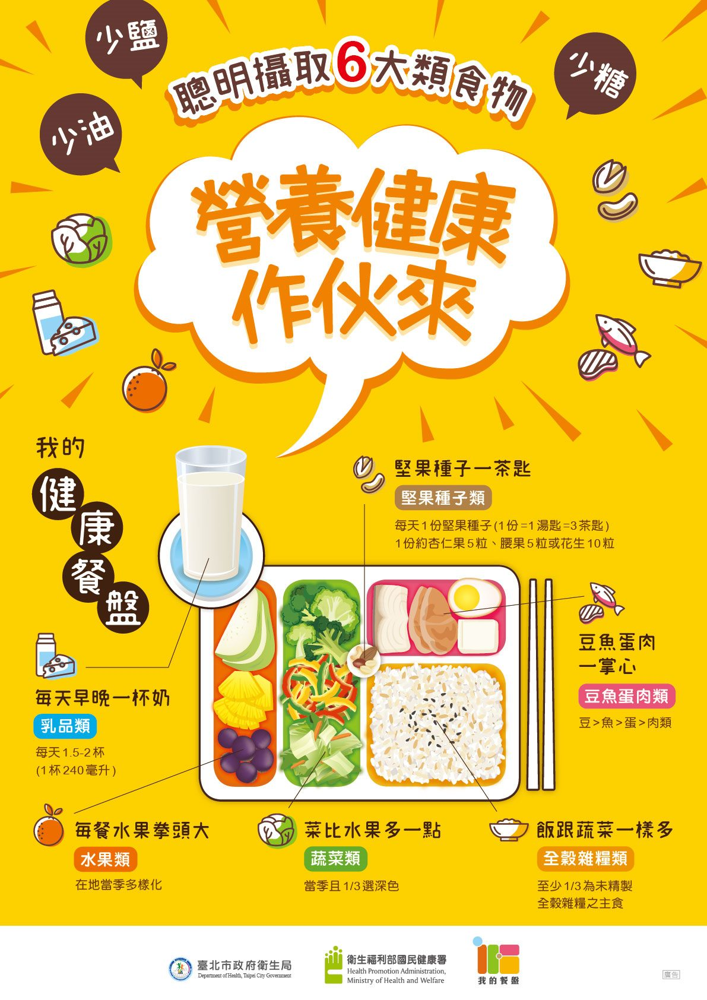 少鹽
少油
少糖
聰明攝取6大類食物
營養健康
作伙來
我的
健康餐盤
堅果種子一茶匙
堅果種子類
每天1份堅果種子(1份=1湯匙=3茶匙)
1份約杏仁果5粒、腰果5粒或花生10粒
豆魚蛋肉
一掌心
豆魚蛋肉類
豆>魚>蛋>肉類
每天早晚一杯奶
乳品類
每天1.5-2杯
(1杯240毫升)
每餐水果拳頭大
水果類
在地當季多樣化
菜比水果多一點
蔬菜類
當季且1/3選深色
飯跟蔬菜一樣多
全穀雜糧類
至少1/3為未精製
全穀雜糧之主食
臺北市政府衛生局
Department of Health, Taipei City Government
衛生福利部國民健康署
Health Promotion Administration,
Ministry of Health and Welfare
我的餐盤
廣告